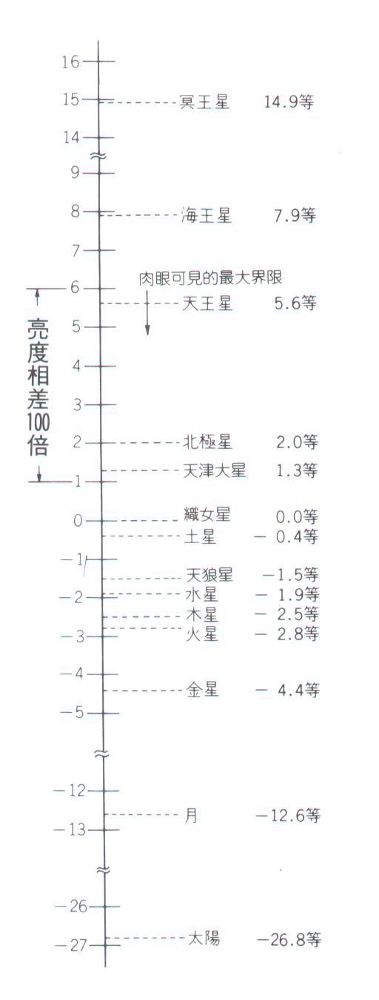 16
15 冥王星 14.9等
14
9
8 海王星 7.9等
7
肉眼可見的最大界限
6
天王星 5.6等
5
亮度相差100倍
4
3
2 北極星 2.0等
天津大星 1.3等
1
0 織女星 0.0等
土星 － 0.4等
－1
天狼星 －1.5等
水星 － 1.9等
－2
木星 － 2.5等
火星 － 2.8等
－3
－4
金星 － 4.4等
－5
－12
月 －12.6等
－13
－26
太陽 －26.8等
－27